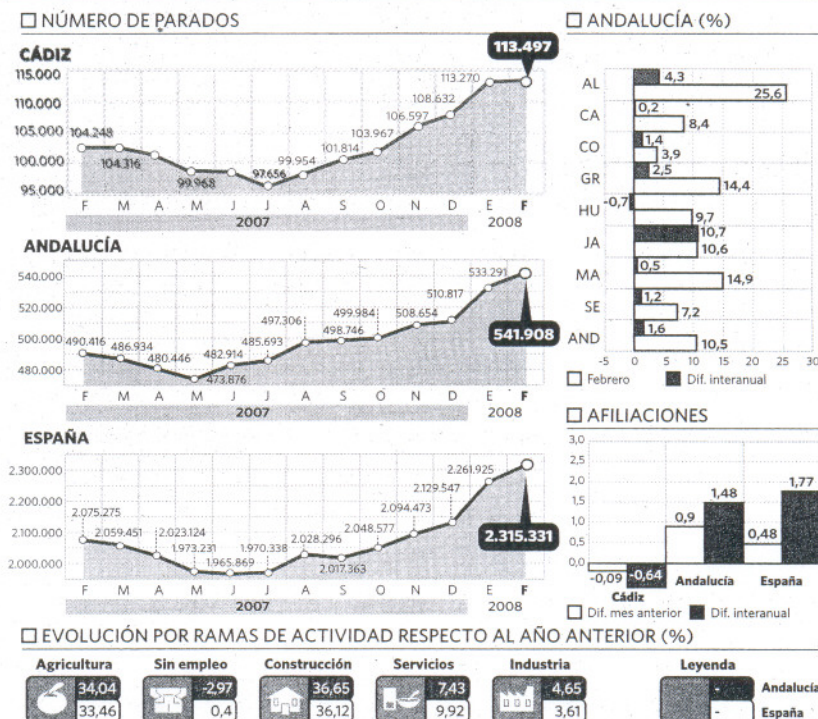 NÚMERO DE PARADOS
CÁDIZ
113.497
115.000
110.000
105.000
100.000
95.000
104.248
104.316
99.968
97.656
99.954
101.814
103.967
106.597
108.632
113.270
F M A M J J A S O N D E F
2007 2008
ANDALUCÍA
540.000
520.000
500.000
480.000
490.416
486.934
480.446
473.876
482.914
485.693
497.306
498.746
499.984
508.654
510.817
533.291
541.908
F M A M J J A S O N D E F
2007 2008
ESPAÑA
2.300.000
2.200.000
2.100.000
2.000.000
2.075.275
2.059.451
2.023.124
1.973.231
1.965.869
1.970.338
2.028.296
2.017.363
2.048.577
2.094.473
2.129.547
2.261.925
2.315.331
F M A M J J A S O N D E F
2007 2008
ANDALUCÍA (%)
AL 4,3
25,6
CA 0,2
8,4
CO 1,4
3,9
GR 2,5
14,4
HU -0,7
9,7
JA 10,7
10,6
MA 0,5
14,9
SE 1,2
7,2
AND 1,6
10,5
-5 0 5 10 15 20 25 30
Febrero Dif. interanual
AFILIACIONES
3,0
2,5
2,0
1,5
1,0
0,5
0,0
-0,09 -0,64
0,9 1,48
0,48 1,77
Cádiz Andalucía España
Dif. mes anterior Dif. interanual
EVOLUCIÓN POR RAMAS DE ACTIVIDAD RESPECTO AL AÑO ANTERIOR (%)
Agricultura Sin empleo Construcción Servicios Industria Leyenda
34,04 -2,97 36,65 7,43 4,65 - Andalucía
33,46 0,4 36,12 9,92 3,61 - España